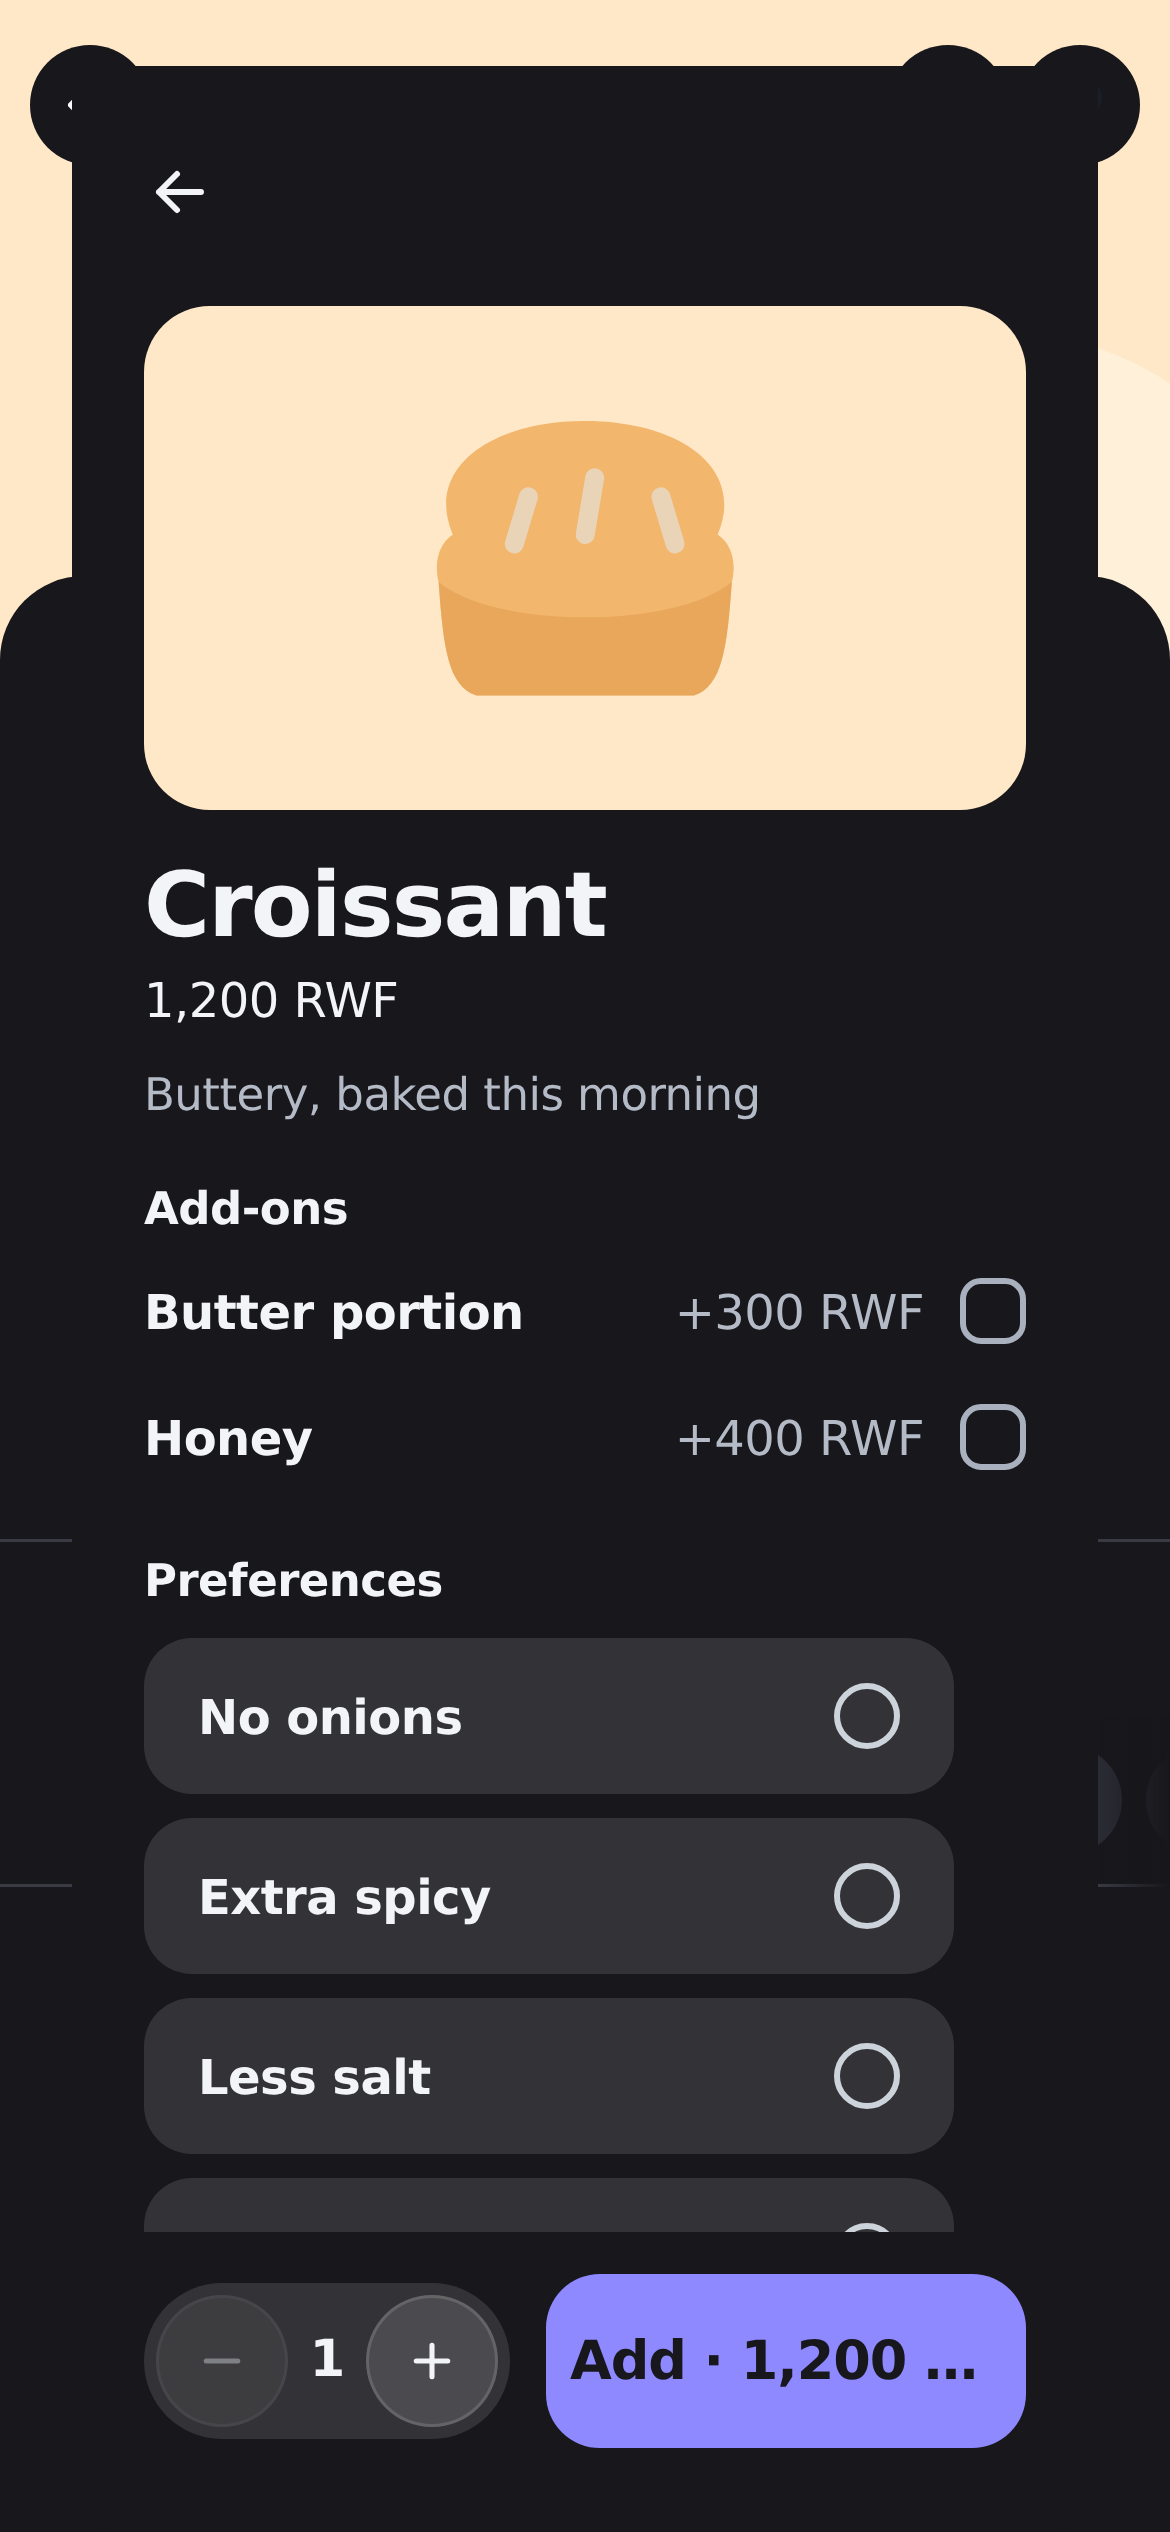 Croissant
1,200 RWF
Buttery, baked this morning
Add-ons
Butter portion +300 RWF
Honey +400 RWF
Preferences
No onions
Extra spicy
Less salt
1 Add · 1,200 ...